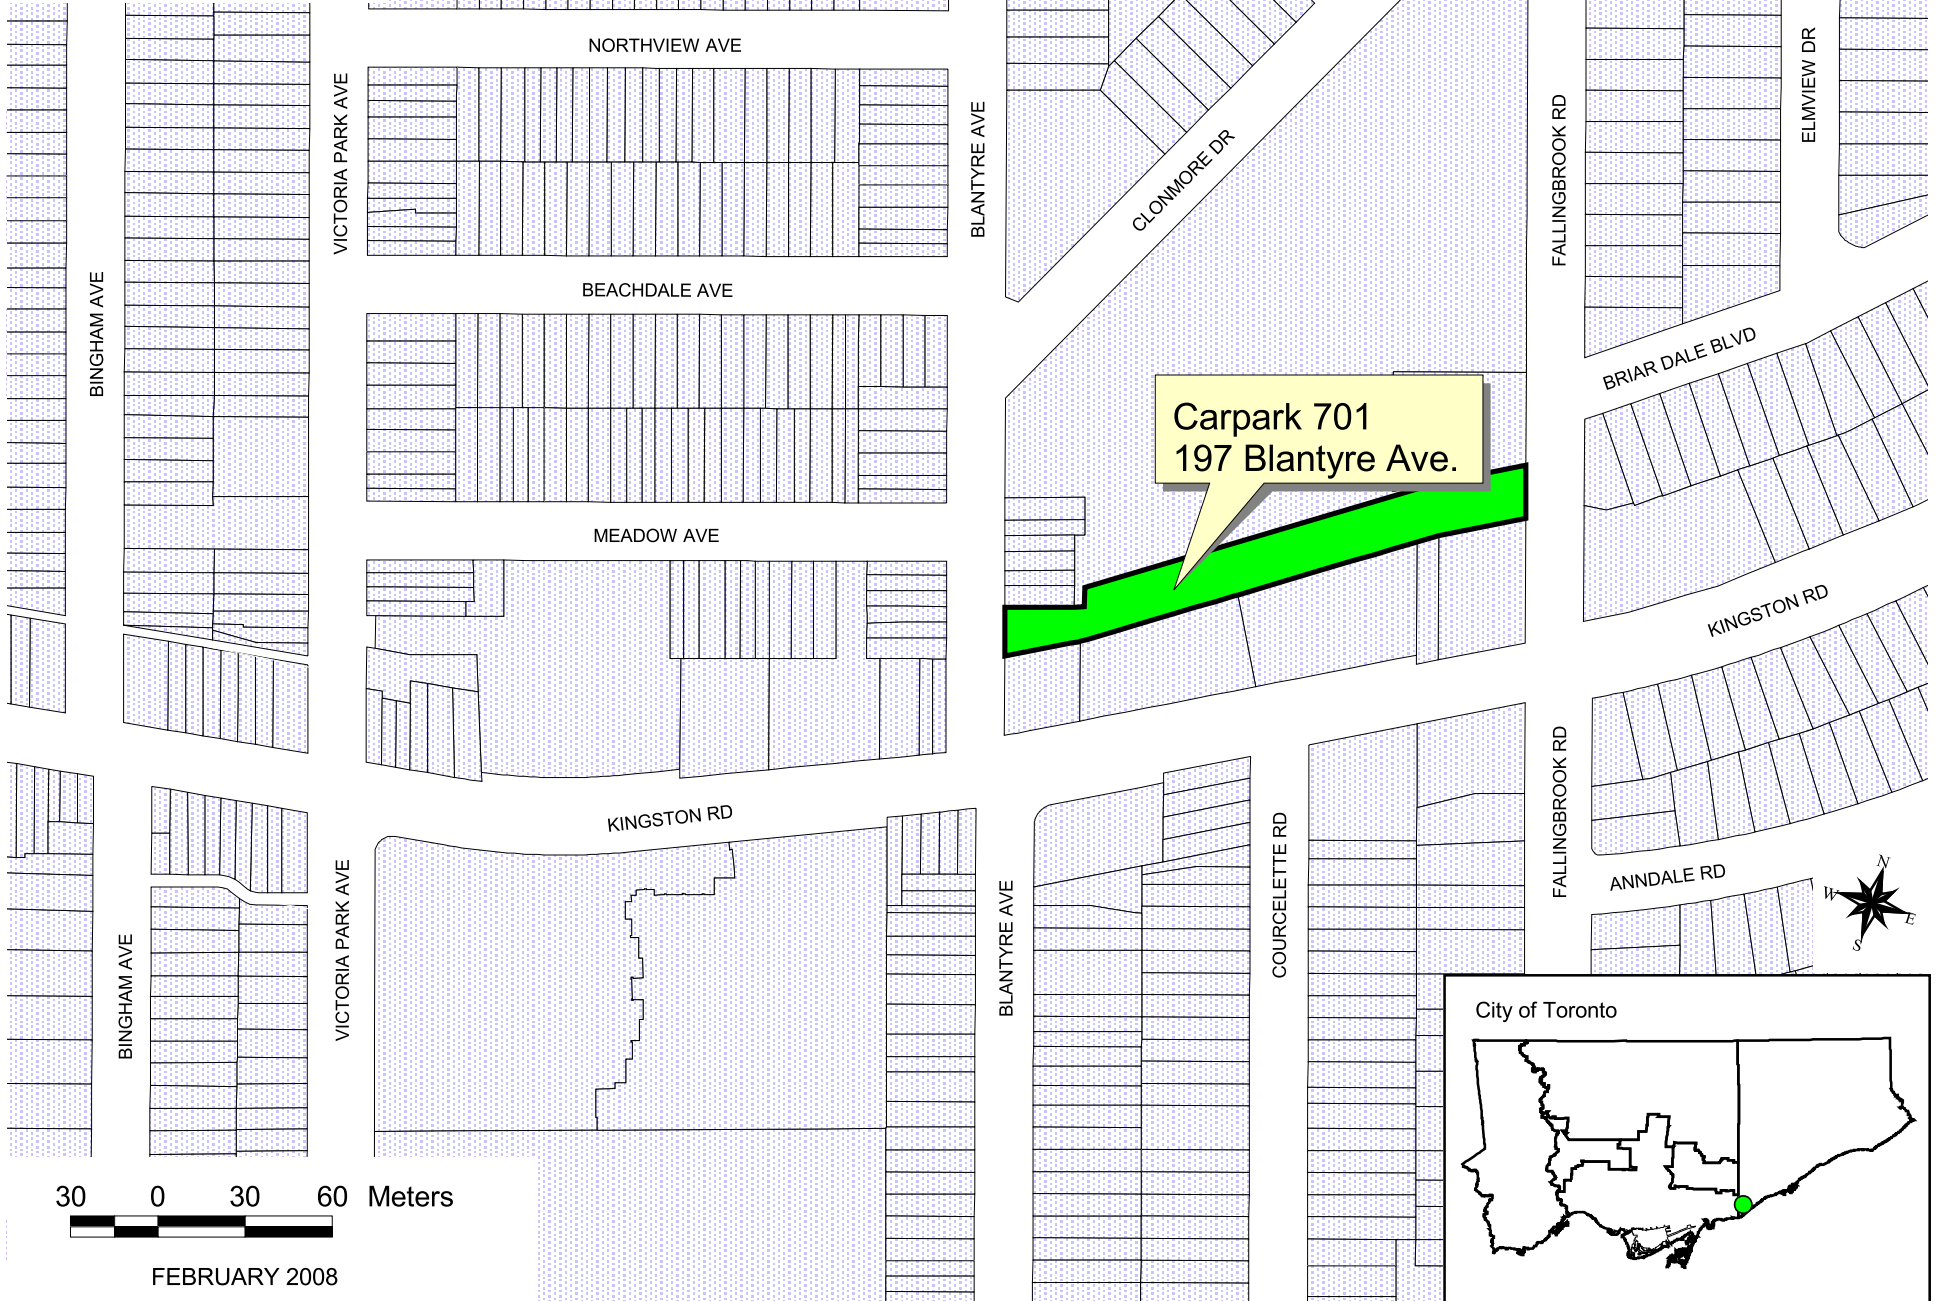 NORTHVIEW AVE
ELMVIEW DR
VICTORIA PARK AVE
BLANTYRE AVE
FALLINGBROOK RD
CLONMORE DR
BEACHDALE AVE
BINGHAM AVE
BRIAR DALE BLVD
Carpark 701
197 Blantyre Ave.
MEADOW AVE
KINGSTON RD
KINGSTON RD
FALLINGBROOK RD
COURCELETTE RD
VICTORIA PARK AVE
BLANTYRE AVE
ANNDALE RD
BINGHAM AVE
N
W
E
S
City of Toronto
30 0 30 60 Meters
FEBRUARY 2008